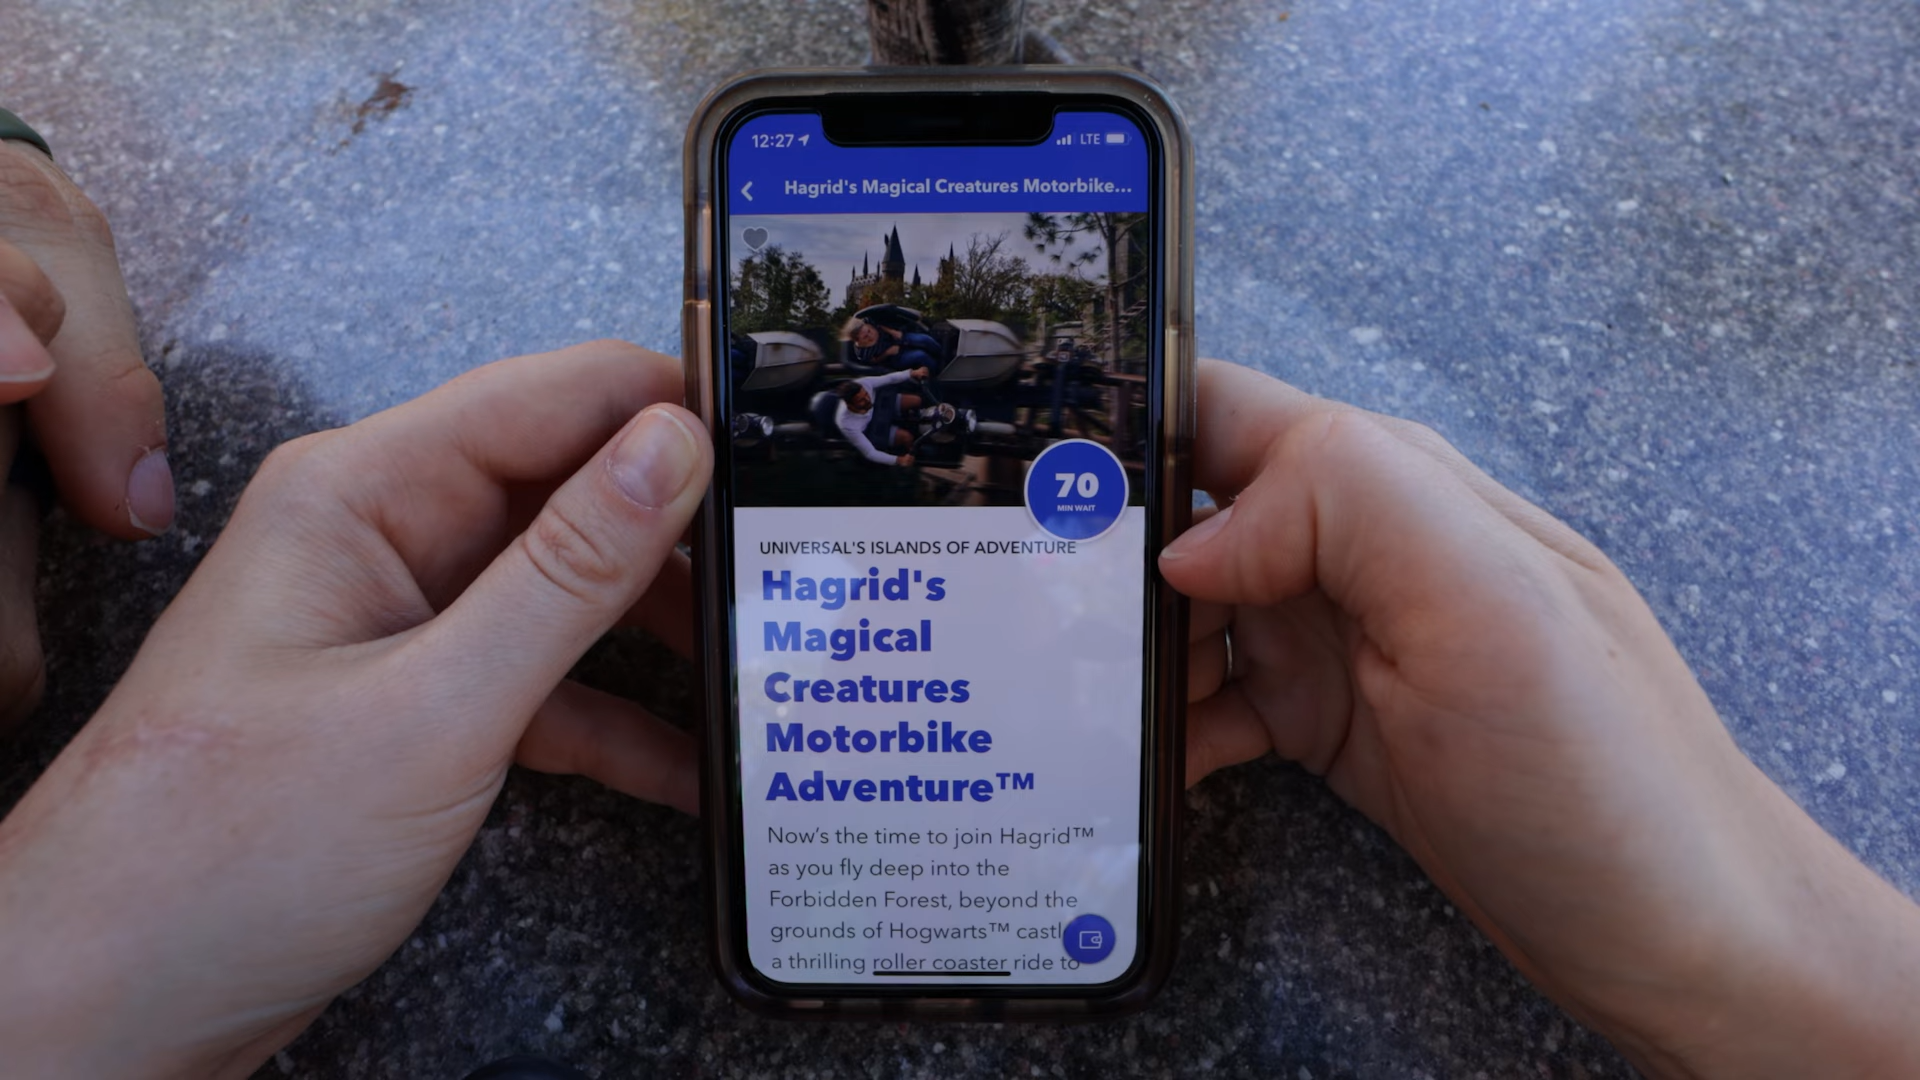 12:27 LTE
Hagrid's Magical Creatures Motorbike...
70
MIN WAIT
UNIVERSAL'S ISLANDS OF ADVENTURE
Hagrid's
Magical
Creatures
Motorbike
Adventure™
Now's the time to join Hagrid™
as you fly deep into the
Forbidden Forest, beyond the
grounds of Hogwarts™ castl
a thrilling roller coaster ride to